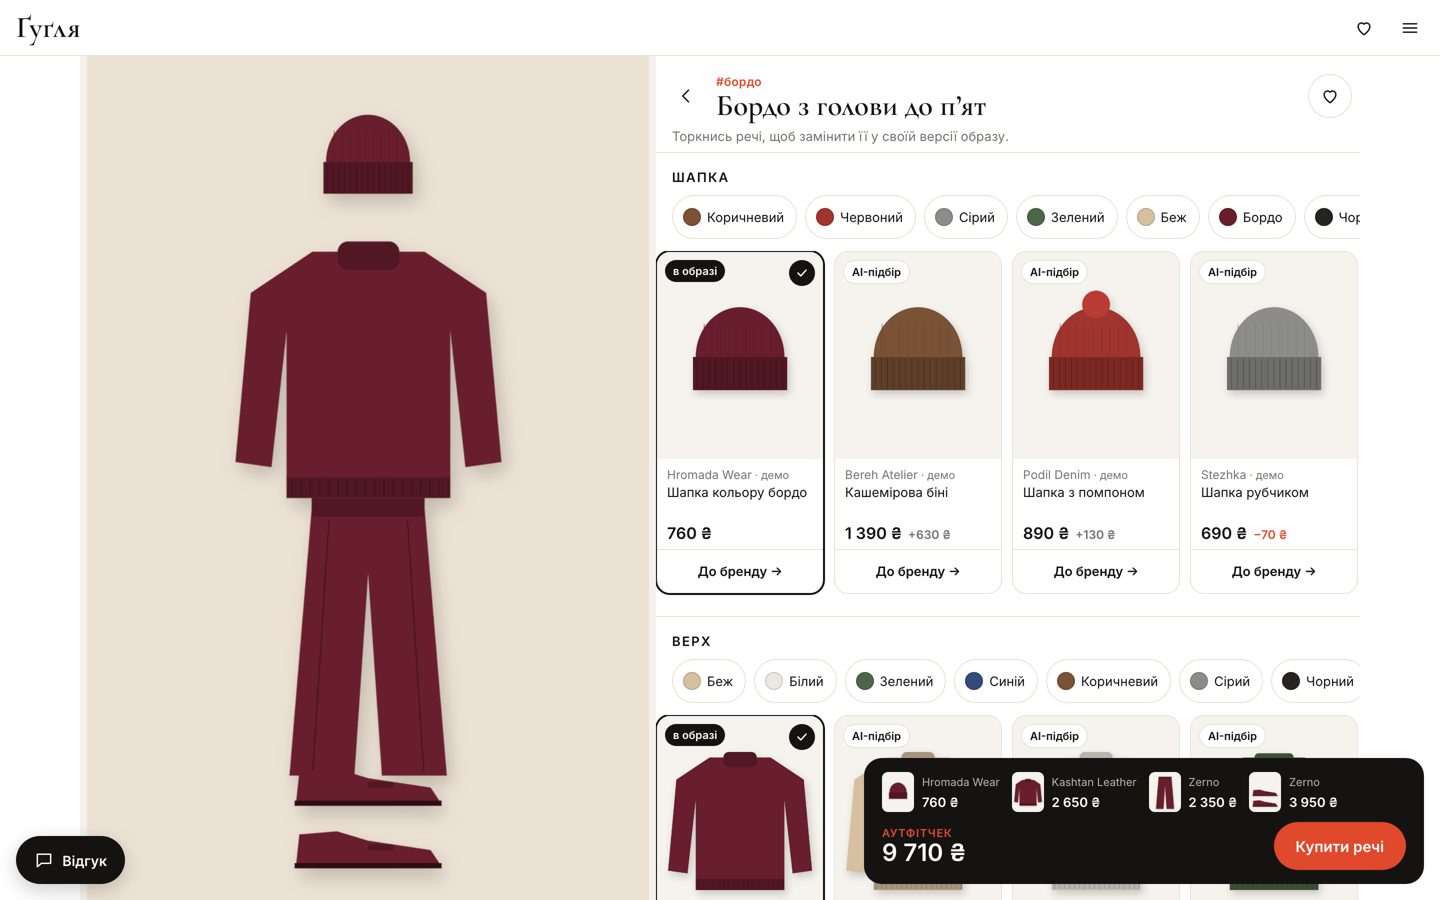 Ґуґля
#бордо
Бордо з голови до п’ят
Торкнись речі, щоб замінити її у своїй версії образу.
ШАПКА
Коричневий
Червоний
Сірий
Зелений
Беж
Бордо
Чор
в образі
AI-підбір
AI-підбір
AI-підбір
Hromada Wear · демо
Шапка кольору бордо
760 ₴
До бренду →
Bereh Atelier · демо
Кашемірова біні
1 390 ₴ +630 ₴
До бренду →
Podil Denim · демо
Шапка з помпоном
890 ₴ +130 ₴
До бренду →
Stezhka · демо
Шапка рубчиком
690 ₴ −70 ₴
До бренду →
ВЕРХ
Беж
Білий
Зелений
Синій
Коричневий
Сірий
Чорний
в образі
AI-підбір
AI-підбір
AI-підбір
Hromada Wear
760 ₴
Kashtan Leather
2 650 ₴
Zerno
2 350 ₴
Zerno
3 950 ₴
АУТФІТЧЕК
9 710 ₴
Купити речі
Відгук